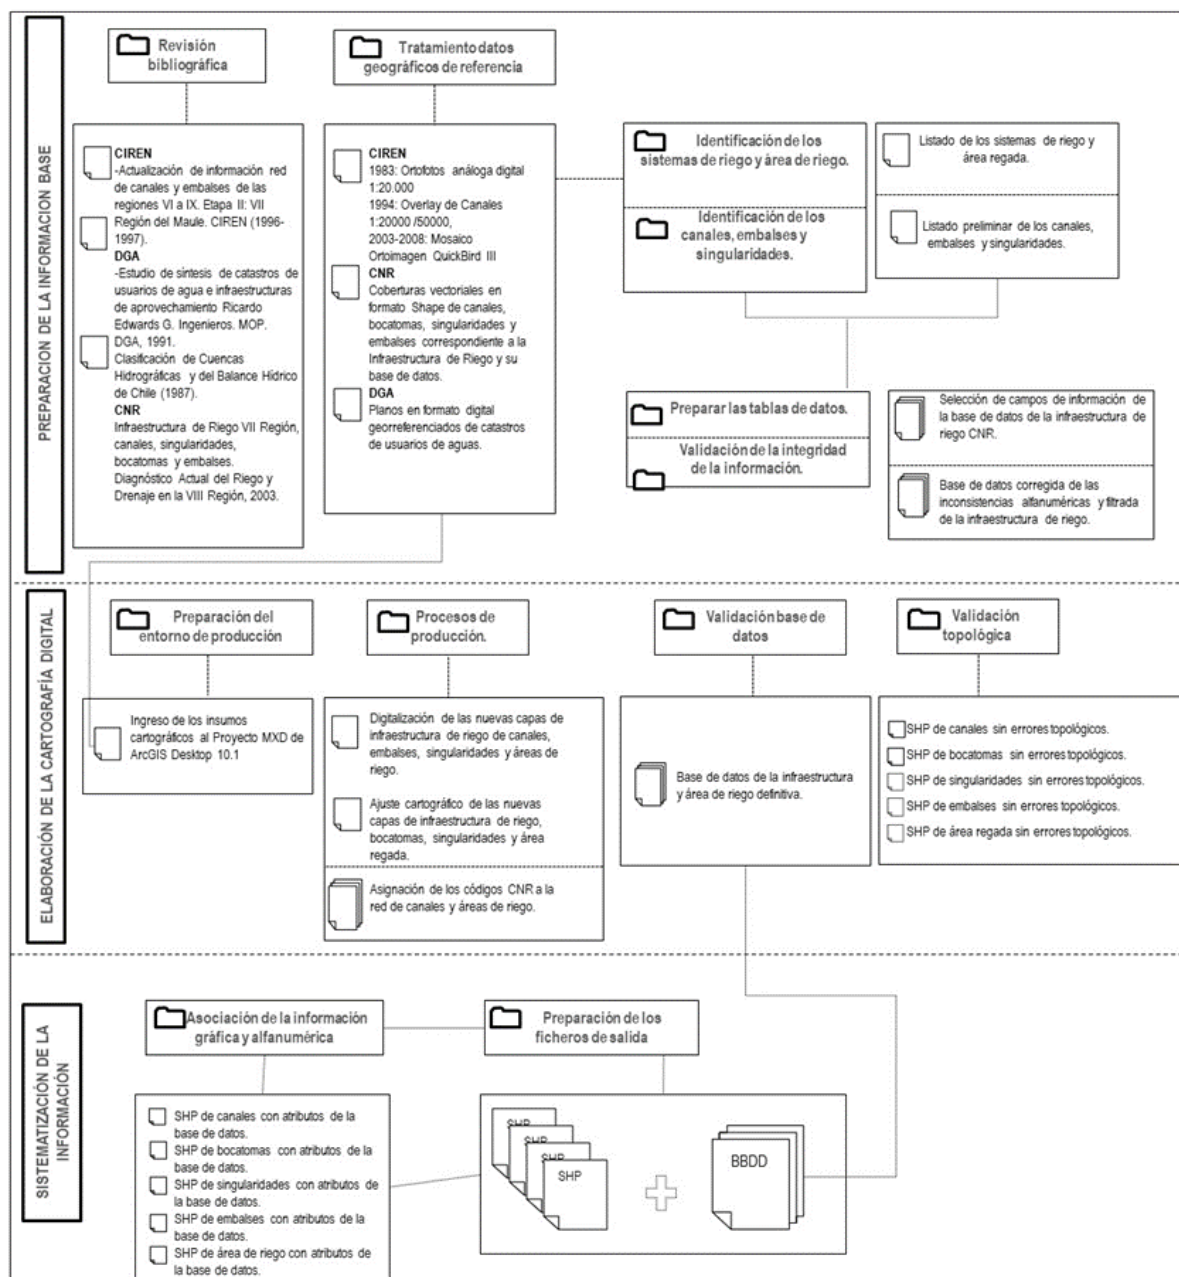 PREPARACION DE LA INFORMACION BASE
Revisión
bibliográfica
CIREN
-Actualización de información red
de canales y embalses de las
regiones VI a IX. Etapa II: VII
Región del Maule. CIREN (1996-
1997).
DGA
-Estudio de síntesis de catastros de
usuarios de agua e infraestructuras
de aprovechamiento Ricardo
Edwards G. Ingenieros. MOP.
DGA, 1991.
Clasificación de Cuencas
Hidrográficas y del Balance Hídrico
de Chile (1987).
CNR
Infraestructura de Riego VII Región,
canales, singularidades,
bocatomas y embalses.
Diagnóstico Actual del Riego y
Drenaje en la VIII Región, 2003.
Tratamiento datos
geográficos de referencia
CIREN
1983: Ortofotos análoga digital
1:20.000
1994: Overlay de Canales
1:20000 /50000,
2003-2008: Mosaico
Ortoimagen QuickBird III
CNR
Coberturas vectoriales en
formato Shape de canales,
bocatomas, singularidades y
embalses correspondiente a la
Infraestructura de Riego y su
base de datos.
DGA
Planos en formato digital
georreferenciados de catastros
de usuarios de aguas.
Identificación de los
sistemas de riego y área de riego.
Identificación de los
canales, embalses y
singularidades.
Listado de los sistemas de riego y
área regada.
Listado preliminar de los canales,
embalses y singularidades.
Preparar las tablas de datos.
Validación de la integridad
de la información.
Selección de campos de información de
la base de datos de la infraestructura de
riego CNR.
Base de datos corregida de las
inconsistencias alfanuméricas y filtrada
de la infraestructura de riego.
ELABORACIÓN DE LA CARTOGRAFÍA DIGITAL
Preparación del
entorno de producción
Ingreso de los insumos
cartográficos al Proyecto MXD de
ArcGIS Desktop 10.1
Procesos de
producción.
Digitalización de las nuevas capas de
infraestructura de riego de canales,
embalses, singularidades y áreas de
riego.
Ajuste cartográfico de las nuevas
capas de infraestructura de riego,
bocatomas, singularidades y área
regada.
Asignación de los códigos CNR a la
red de canales y áreas de riego.
Validación base de
datos
Base de datos de la infraestructura
y área de riego definitiva.
Validación
topológica
SHP de canales sin errores topológicos.
SHP de bocatomas sin errores topológicos.
SHP de singularidades sin errores topológicos.
SHP de embalses sin errores topológicos.
SHP de área regada sin errores topológicos.
SISTEMATIZACIÓN DE LA
INFORMACIÓN
Asociación de la información
gráfica y alfanumérica
SHP de canales con atributos de la
base de datos.
SHP de bocatomas con atributos de la
base de datos.
SHP de singularidades con atributos de
la base de datos.
SHP de embalses con atributos de la
base de datos.
SHP de área de riego con atributos de
la base de datos.
Preparación de los
ficheros de salida
SHP
SHP
SHP
SHP
BBDD